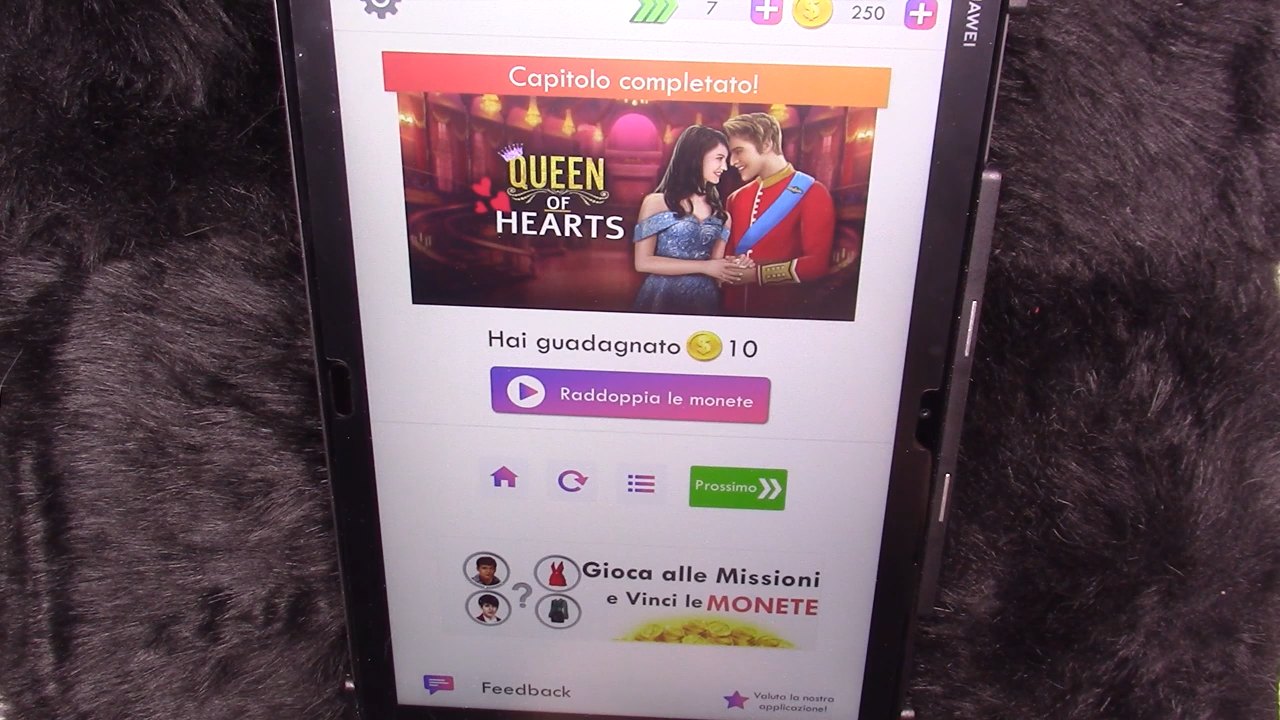 7
250
Capitolo completato!
QUEEN
OF
HEARTS
Hai guadagnato 10
Raddoppia le monete
Prossimo
Gioca alle Missioni
e Vinci le MONETE
Feedback
Valuta la nostra
applicazione!